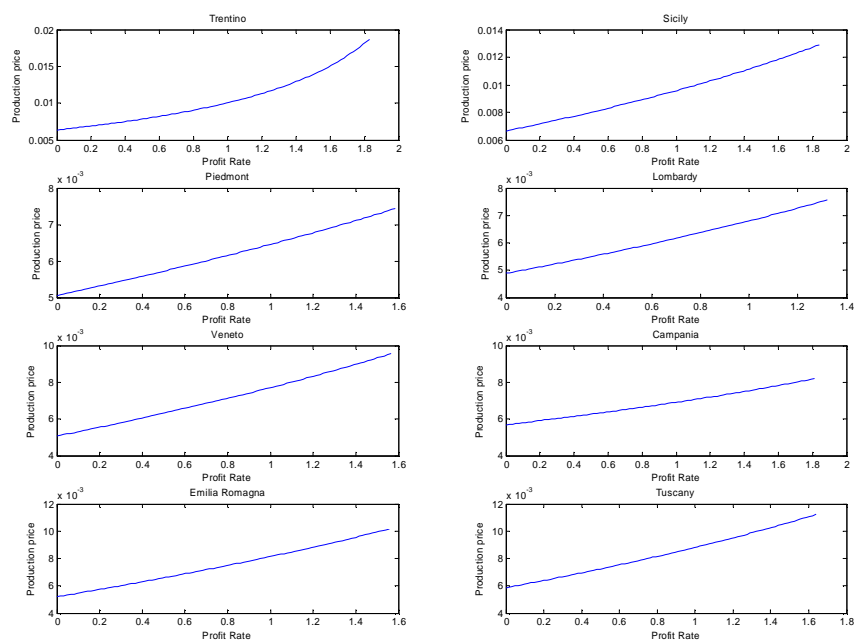 Trentino
Production price
0.02
0.015
0.01
0.005
0 0.2 0.4 0.6 0.8 1 1.2 1.4 1.6 1.8 2
Profit Rate
Sicily
Production price
0.014
0.012
0.01
0.008
0.006
0 0.2 0.4 0.6 0.8 1 1.2 1.4 1.6 1.8 2
Profit Rate
Piedmont
x 10⁻³
Production price
8
7
6
5
0 0.2 0.4 0.6 0.8 1 1.2 1.4 1.6
Profit Rate
Lombardy
x 10⁻³
Production price
8
7
6
5
4
0 0.2 0.4 0.6 0.8 1 1.2 1.4
Profit Rate
Veneto
x 10⁻³
Production price
10
8
6
4
0 0.2 0.4 0.6 0.8 1 1.2 1.4 1.6
Profit Rate
Campania
x 10⁻³
Production price
10
8
6
4
0 0.2 0.4 0.6 0.8 1 1.2 1.4 1.6 1.8 2
Profit Rate
Emilia Romagna
x 10⁻³
Production price
12
10
8
6
4
0 0.2 0.4 0.6 0.8 1 1.2 1.4 1.6
Profit Rate
Tuscany
x 10⁻³
Production price
12
10
8
6
4
0 0.2 0.4 0.6 0.8 1 1.2 1.4 1.6 1.8
Profit Rate